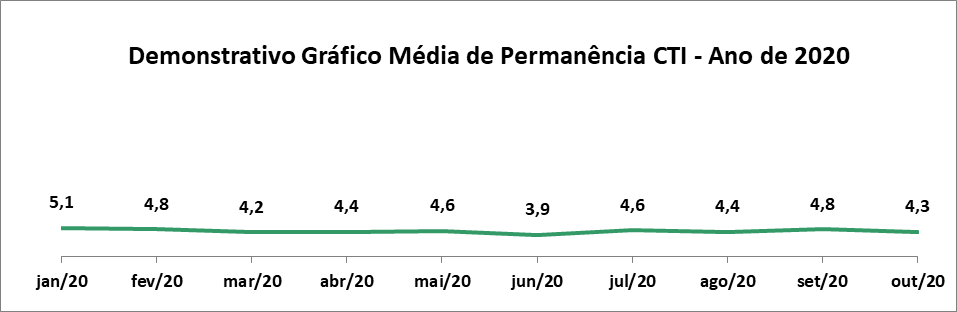 Demonstrativo Gráfico Média de Permanência CTI - Ano de 2020
5,1 4,8 4,2 4,4 4,6 3,9 4,6 4,4 4,8 4,3
jan/20 fev/20 mar/20 abr/20 mai/20 jun/20 jul/20 ago/20 set/20 out/20